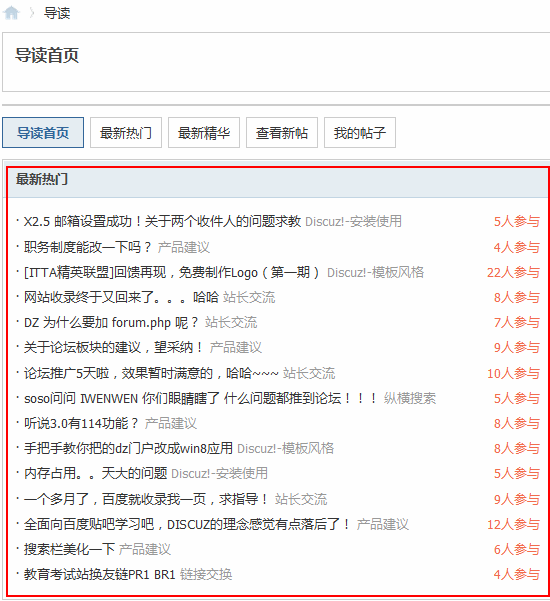 导读
导读首页
导读首页 最新热门 最新精华 查看新帖 我的帖子
最新热门
· X2.5 邮箱设置成功！关于两个收件人的问题求教 Discuz!-安装使用 5人参与
· 职务制度能改一下吗？ 产品建议 4人参与
· [ITTA精英联盟]回馈再现，免费制作Logo（第一期） Discuz!-模板风格 22人参与
· 网站收录终于又回来了。。。哈哈 站长交流 8人参与
· DZ 为什么要加 forum.php 呢？ 站长交流 7人参与
· 关于论坛板块的建议，望采纳！ 产品建议 9人参与
· 论坛推广5天啦，效果暂时满意的，哈哈~~~ 站长交流 10人参与
· soso问问 IWENWEN 你们眼睛瞎了 什么问题都推到论坛！！！ 纵横搜索 5人参与
· 听说3.0有114功能？ 产品建议 8人参与
· 手把手教你把的dz门户改成win8应用 Discuz!-模板风格 8人参与
· 内存占用。。天大的问题 Discuz!-安装使用 5人参与
· 一个多月了，百度就收录我一页，求指导！ 站长交流 9人参与
· 全面向百度贴吧学习吧，DISCUZ的理念感觉有点落后了！ 产品建议 12人参与
· 搜索栏美化一下 产品建议 6人参与
· 教育考试站换友链PR1 BR1 链接交换 4人参与